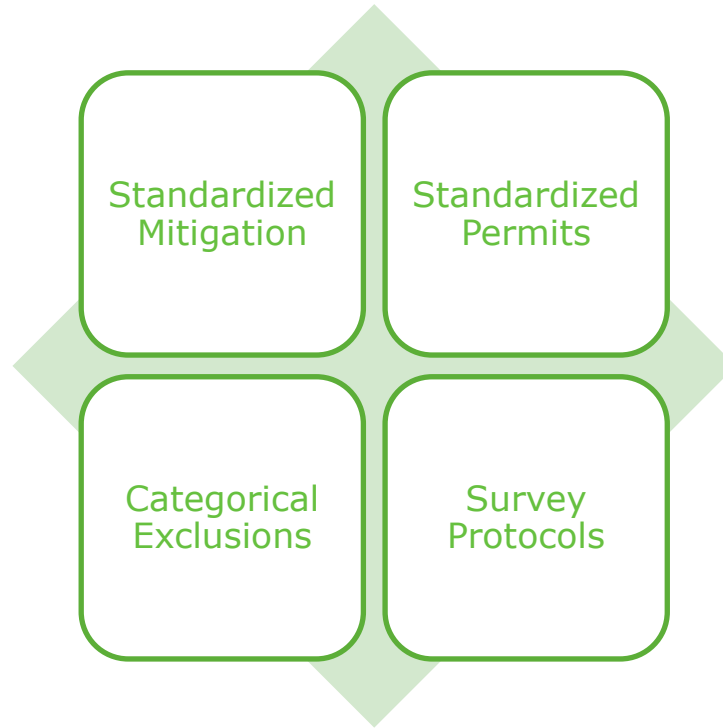 Standardized
Mitigation
Standardized
Permits
Categorical
Exclusions
Survey
Protocols